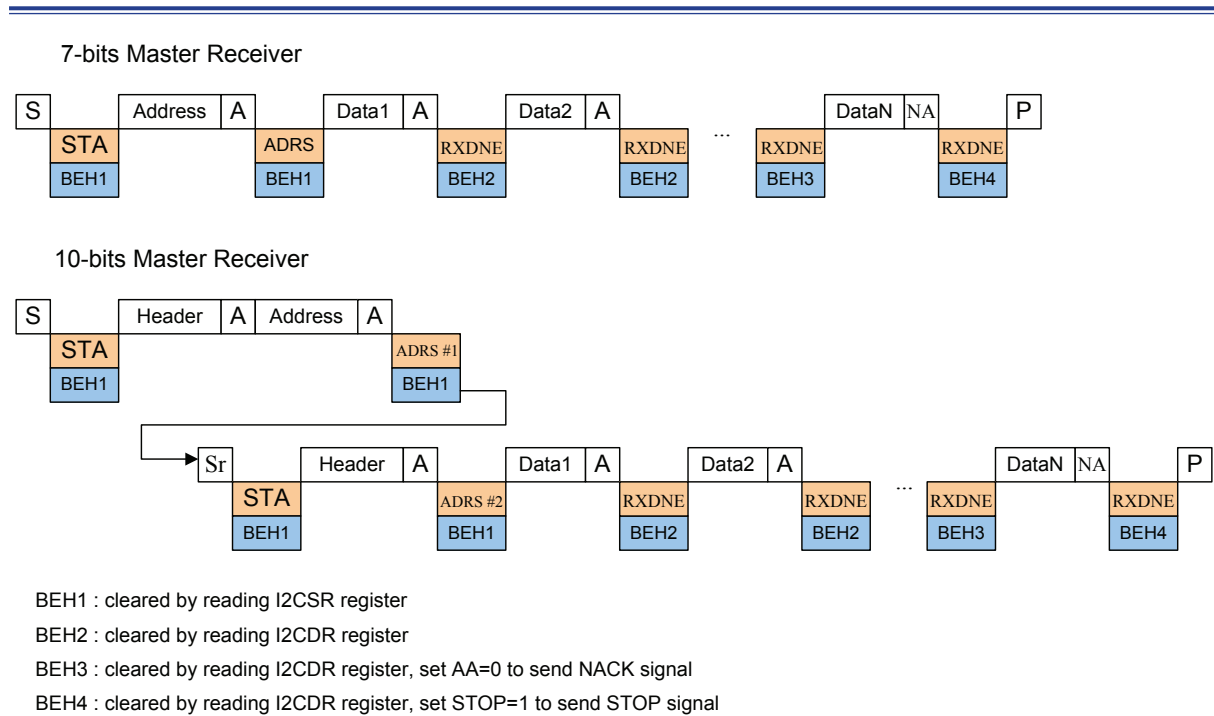 7-bits Master Receiver
S Address A Data1 A Data2 A DataN NA P
STA ADRS RXDNE RXDNE ... RXDNE RXDNE
BEH1 BEH1 BEH2 BEH2 BEH3 BEH4
10-bits Master Receiver
S Header A Address A
STA ADRS #1
BEH1 BEH1
Sr Header A Data1 A Data2 A DataN NA P
STA ADRS #2 RXDNE RXDNE ... RXDNE RXDNE
BEH1 BEH1 BEH2 BEH2 BEH3 BEH4
BEH1 : cleared by reading I2CSR register
BEH2 : cleared by reading I2CDR register
BEH3 : cleared by reading I2CDR register, set AA=0 to send NACK signal
BEH4 : cleared by reading I2CDR register, set STOP=1 to send STOP signal